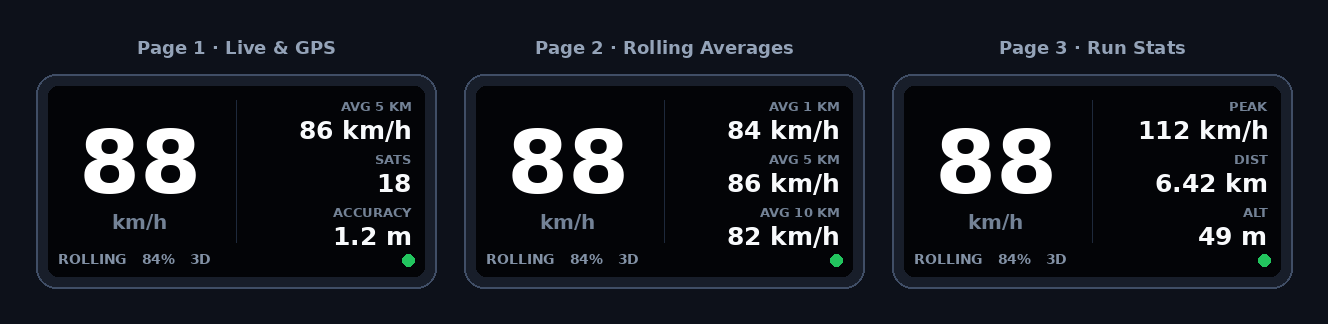 Page 1 · Live & GPS
88
km/h
AVG 5 KM
86 km/h
SATS
18
ACCURACY
1.2 m
ROLLING 84% 3D
Page 2 · Rolling Averages
88
km/h
AVG 1 KM
84 km/h
AVG 5 KM
86 km/h
AVG 10 KM
82 km/h
ROLLING 84% 3D
Page 3 · Run Stats
88
km/h
PEAK
112 km/h
DIST
6.42 km
ALT
49 m
ROLLING 84% 3D